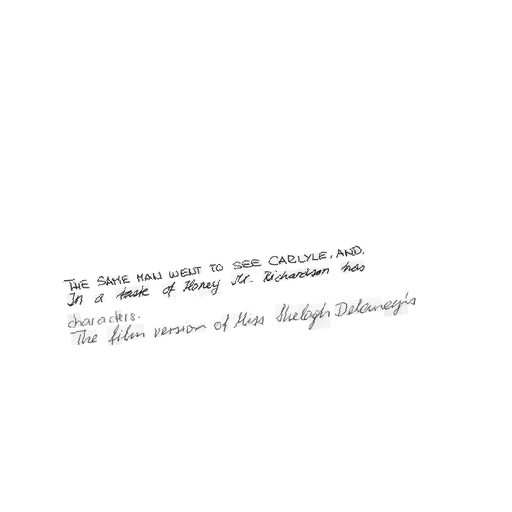 THE SAME MAN WENT TO SEE CARLYLE, AND,
In a taste of Honey Mr. Richardson has
characters.
The film version of Miss Shelagh Delaney's